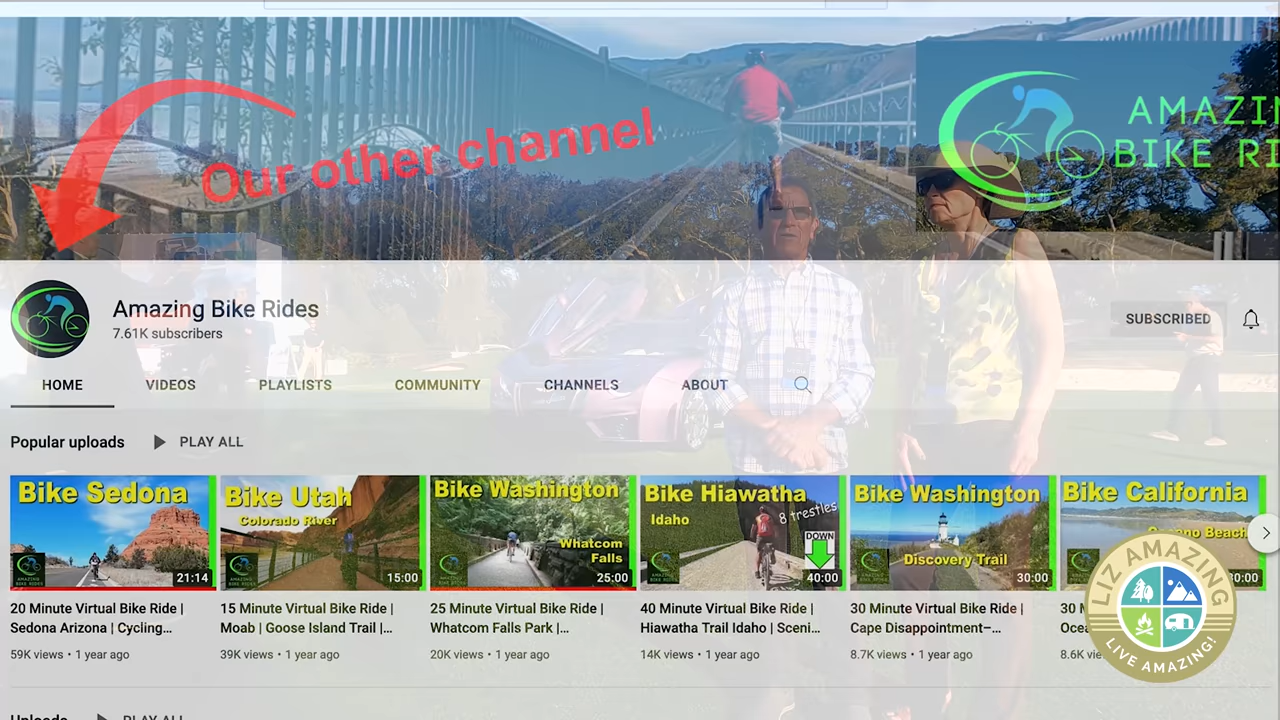 Our other channel
AMAZIN
BIKE RI
Amazing Bike Rides
7.61K subscribers
SUBSCRIBED
HOME
VIDEOS
PLAYLISTS
COMMUNITY
CHANNELS
ABOUT
Popular uploads
PLAY ALL
Bike Sedona
21:14
20 Minute Virtual Bike Ride |
Sedona Arizona | Cycling...
59K views • 1 year ago
Bike Utah
Colorado River
15:00
15 Minute Virtual Bike Ride |
Moab | Goose Island Trail |...
39K views • 1 year ago
Bike Washington
Whatcom
Falls
25:00
25 Minute Virtual Bike Ride |
20K views • 1 year ago
Bike Hiawatha
Idaho
8 trestles
DOWN
40:00
40 Minute Virtual Bike Ride |
Hiawatha Trail Idaho | Sceni...
14K views • 1 year ago
Bike Washington
Discovery Trail
30:00
30 Minute Virtual Bike Ride |
Cape Disappointment–...
8.7K views • 1 year ago
Bike California
Beach
30 M
8.6K vie
LIZ AMAZING
LIVE AMAZING!
Uploads
PLAY ALL